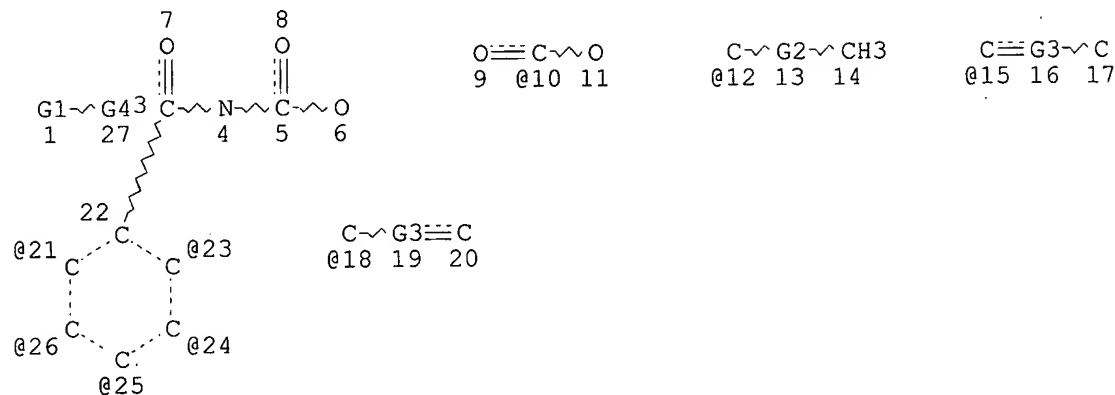 7 8
O O
O C O
9 @10 11
C G2 CH3
@12 13 14
C G3 C
@15 16 17
G1 G4 3 C N C O
1 27 4 5 6
22
C
@21 C C @23
C G3 C
@18 19 20
@26 C C @24
C
@25